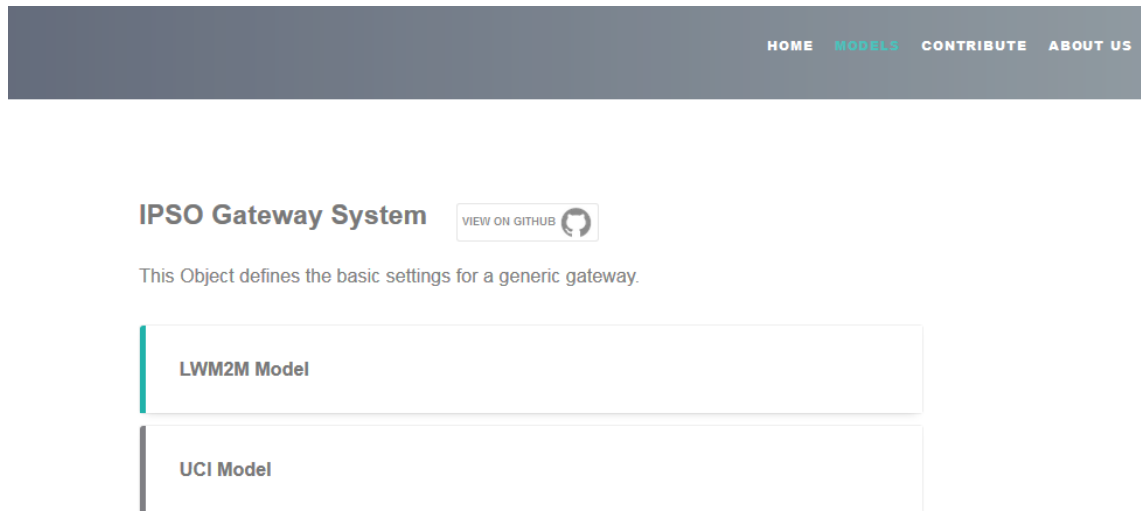 HOME MODELS CONTRIBUTE ABOUT US
IPSO Gateway System VIEW ON GITHUB
This Object defines the basic settings for a generic gateway.
LWM2M Model
UCI Model